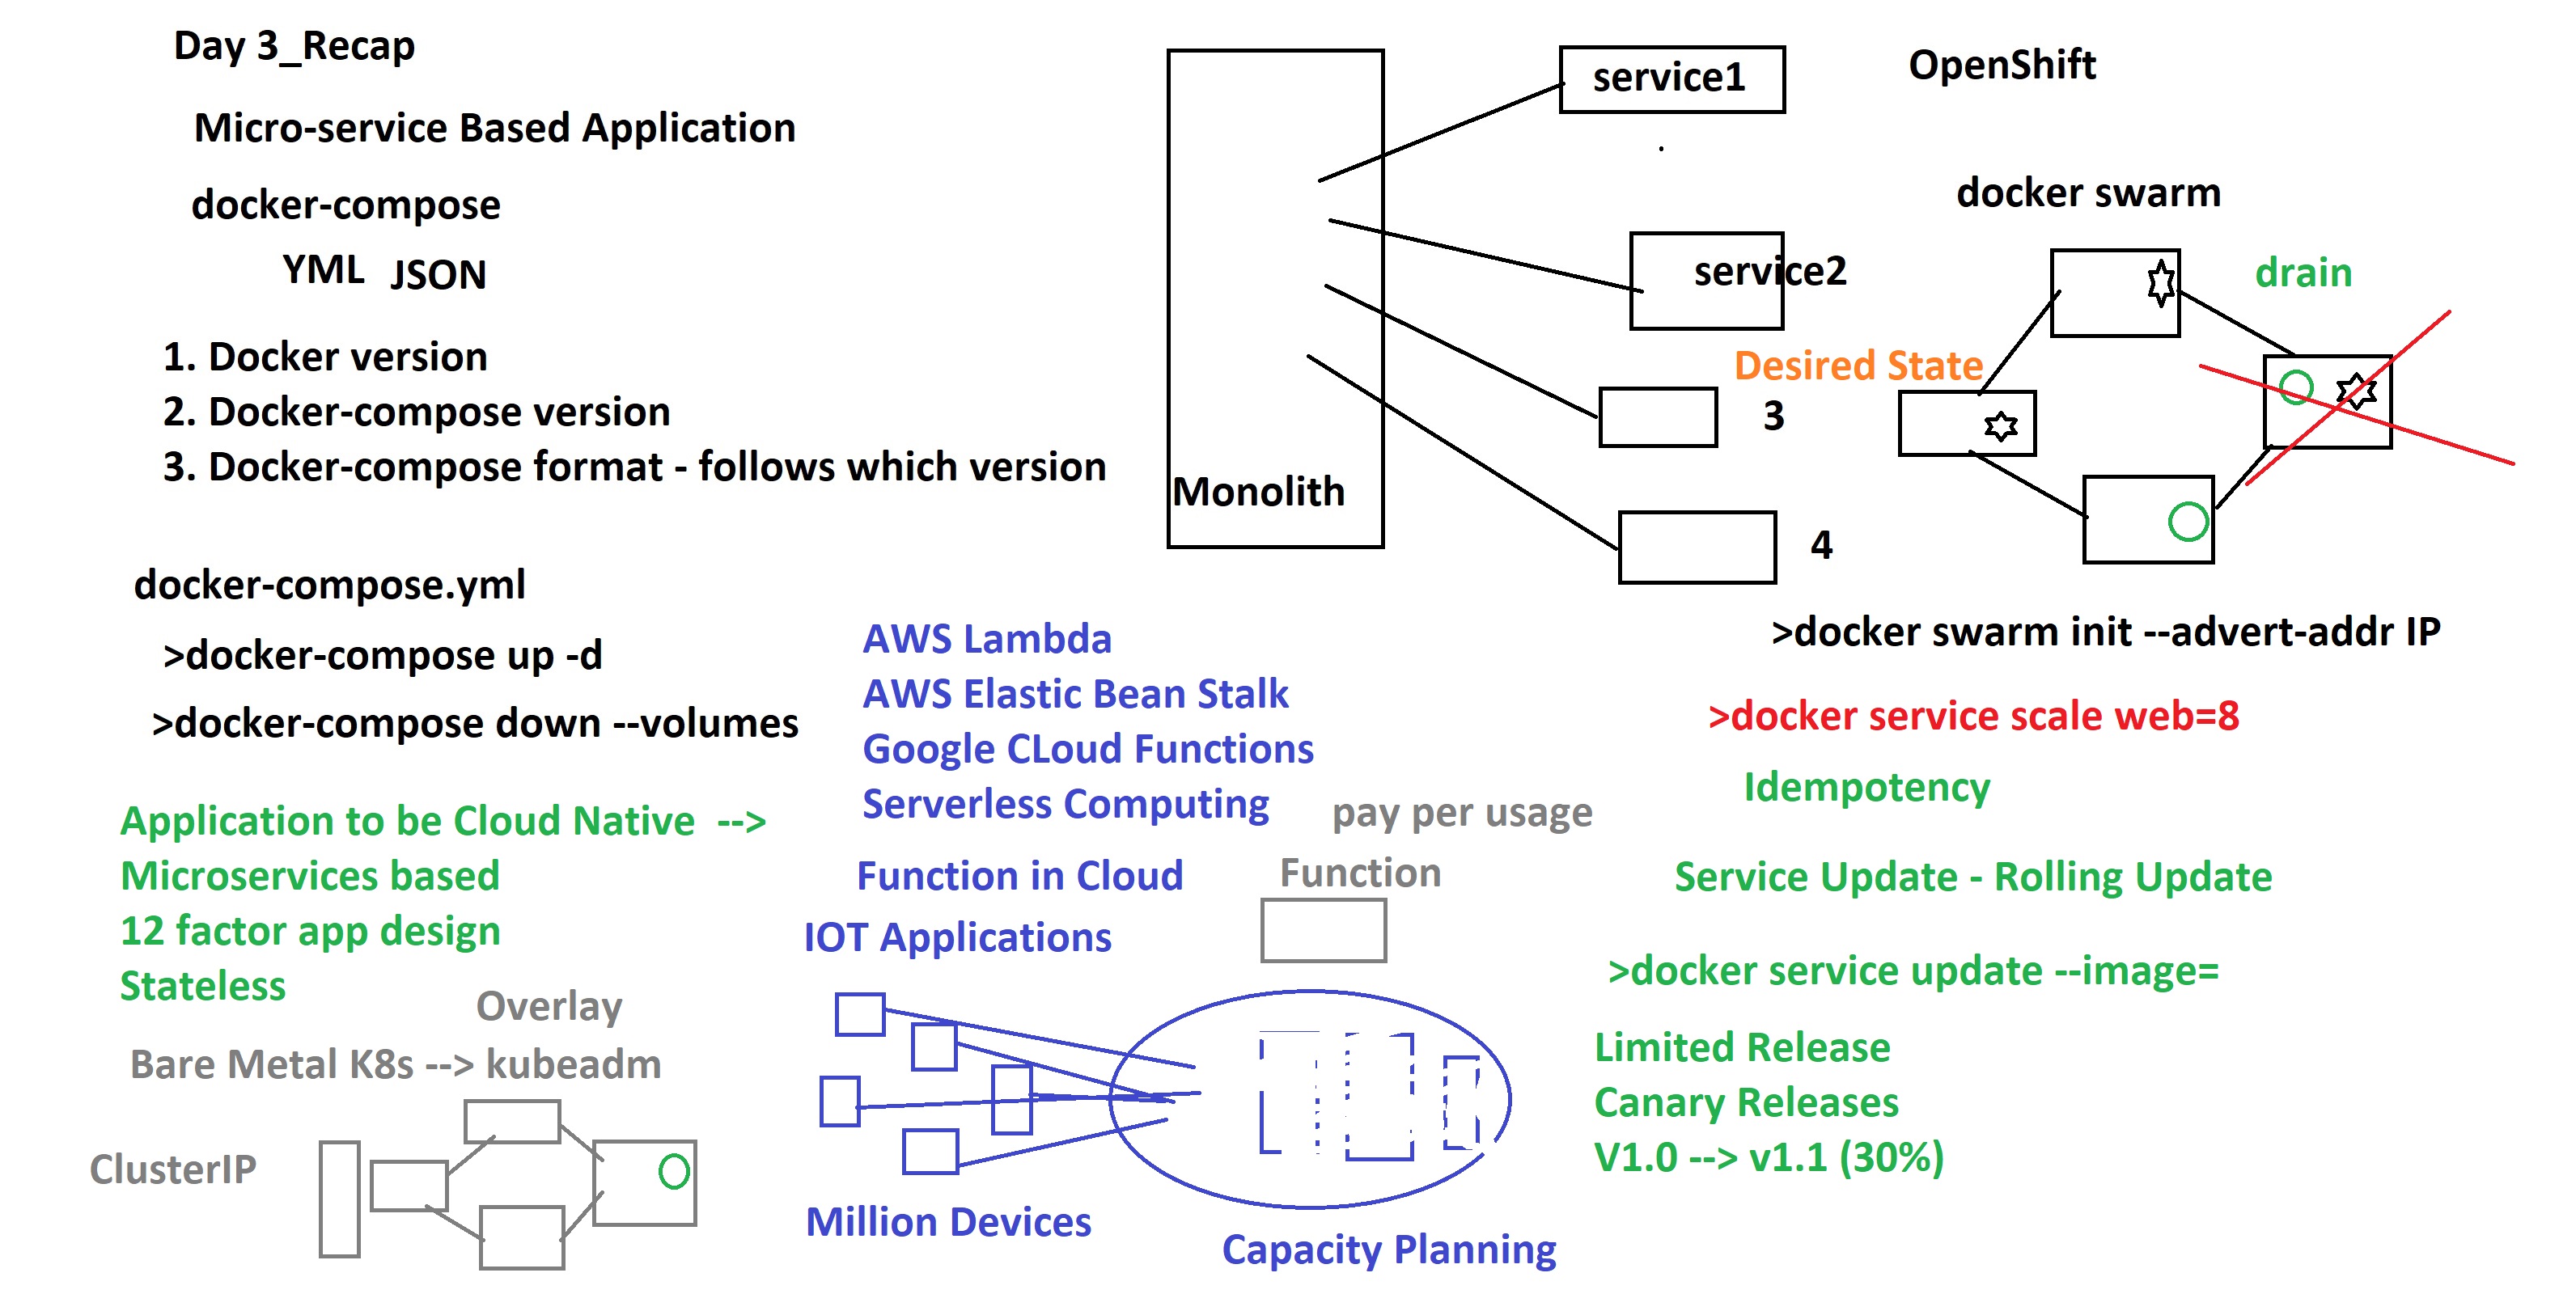 Day 3_Recap
Micro-service Based Application
docker-compose
YML JSON
1. Docker version
2. Docker-compose version
3. Docker-compose format - follows which version
docker-compose.yml
>docker-compose up -d
>docker-compose down --volumes
Application to be Cloud Native -->
Microservices based
12 factor app design
Stateless
Overlay
Bare Metal K8s --> kubeadm
ClusterIP
Monolith
service1
service2
3
4
AWS Lambda
AWS Elastic Bean Stalk
Google CLoud Functions
Serverless Computing
pay per usage
Function in Cloud
Function
IOT Applications
Million Devices
Capacity Planning
OpenShift
docker swarm
drain
Desired State
>docker swarm init --advert-addr IP
>docker service scale web=8
Idempotency
Service Update - Rolling Update
>docker service update --image=
Limited Release
Canary Releases
V1.0 --> v1.1 (30%)